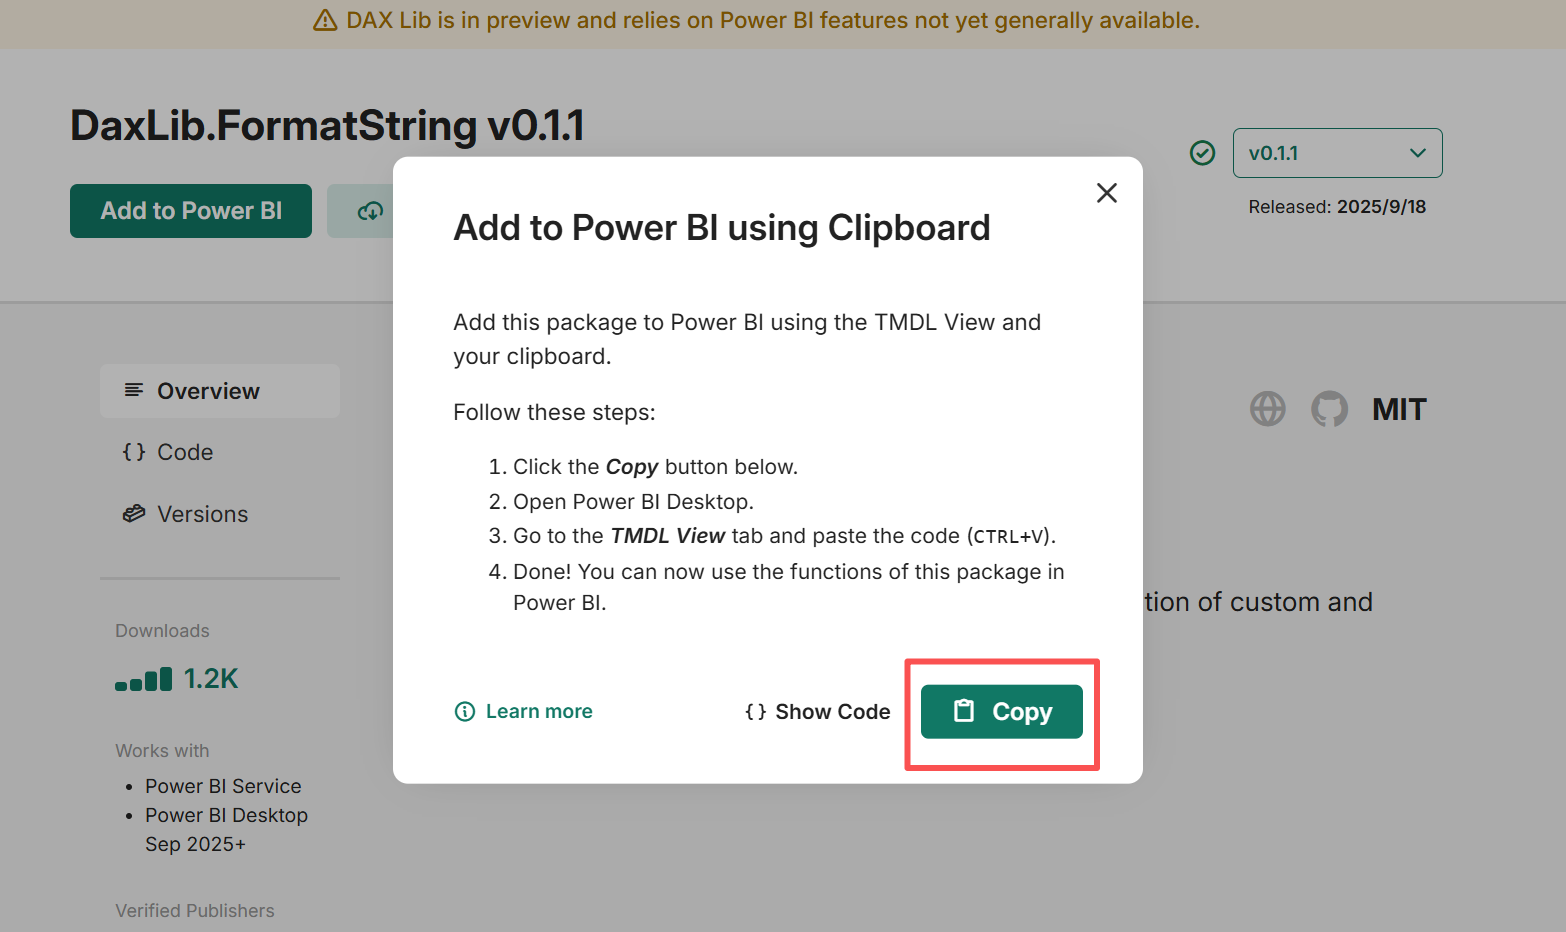 DAX Lib is in preview and relies on Power BI features not yet generally available.
DaxLib.FormatString v0.1.1
Add to Power BI
v0.1.1
Released: 2025/9/18
Add to Power BI using Clipboard
Add this package to Power BI using the TMDL View and
your clipboard.
Follow these steps:
1. Click the Copy button below.
2. Open Power BI Desktop.
3. Go to the TMDL View tab and paste the code (CTRL+V).
4. Done! You can now use the functions of this package in
Power BI.
Learn more
{ } Show Code
Copy
Overview
{ } Code
Versions
MIT
tion of custom and
Downloads
1.2K
Works with
• Power BI Service
• Power BI Desktop
Sep 2025+
Verified Publishers